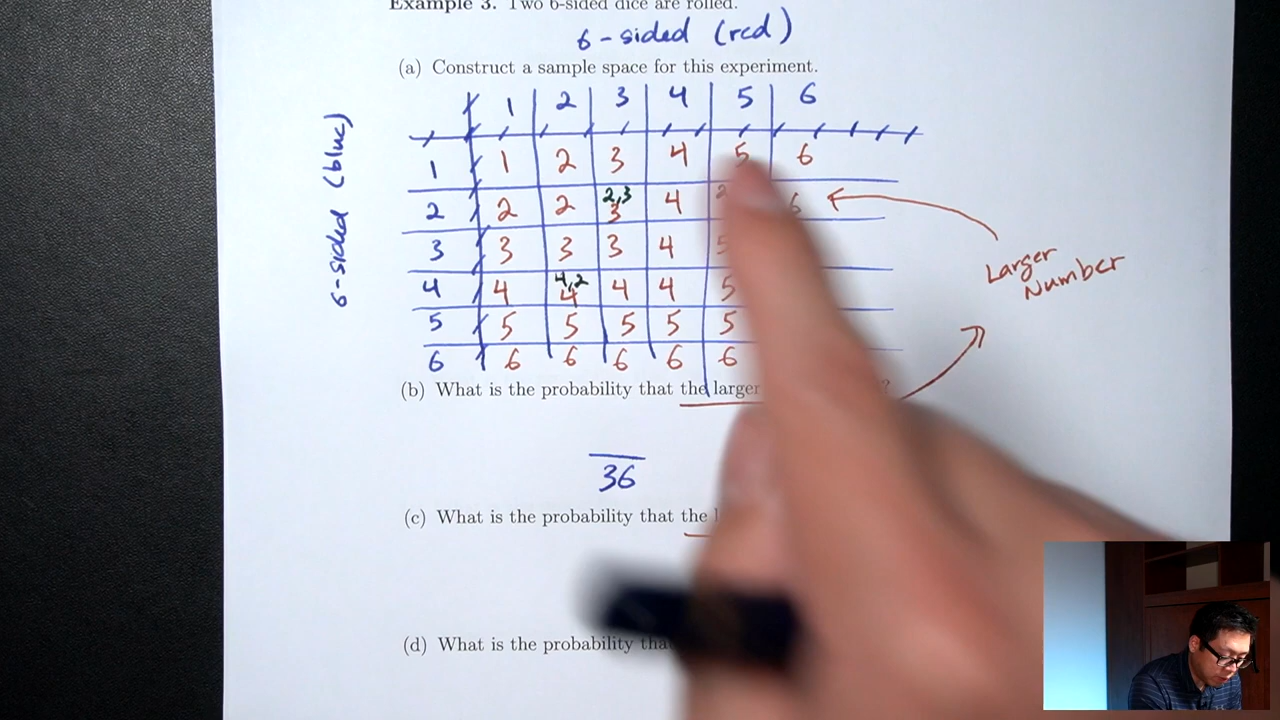 Example 3. Two 6-sided dice are rolled.
6-sided (red)
(a) Construct a sample space for this experiment.
6-sided (blue)
1 2 3 4 5 6
1 1 2 3 4 5 6
2 2 2 2,3 3 4 6
3 3 3 3 4 5
4 4 4,2 4 4 4 5
5 5 5 5 5 5
6 6 6 6 6 6
Larger
Number
(b) What is the probability that the larger ?
36
(c) What is the probability that the
(d) What is the probability